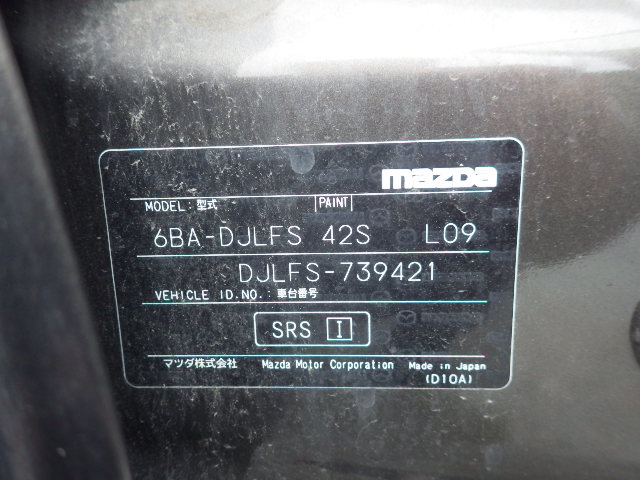 mazda
MODEL:型式 PAINT
6BA-DJLFS 42S L09
DJLFS-739421
VEHICLE ID.NO.:車台番号
SRS I
マツダ株式会社 Mazda Motor Corporation Made in Japan
(D10A)